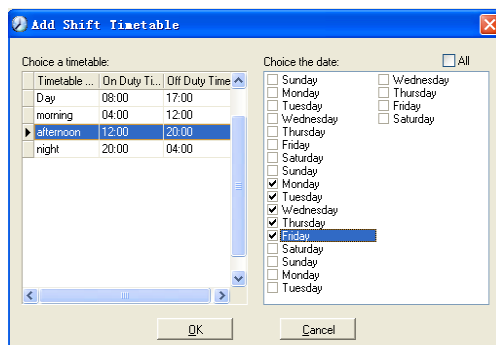 Add Shift Timetable
Choice a timetable:
Timetable ... On Duty Ti... Off Duty Time
Day 08:00 17:00
morning 04:00 12:00
afternoon 12:00 20:00
night 20:00 04:00
Choice the date:
All
Sunday
Monday
Tuesday
Wednesday
Thursday
Friday
Saturday
Sunday
Monday
Tuesday
Wednesday
Thursday
Friday
Saturday
Sunday
Monday
Tuesday
Wednesday
Thursday
Friday
Saturday
OK
Cancel